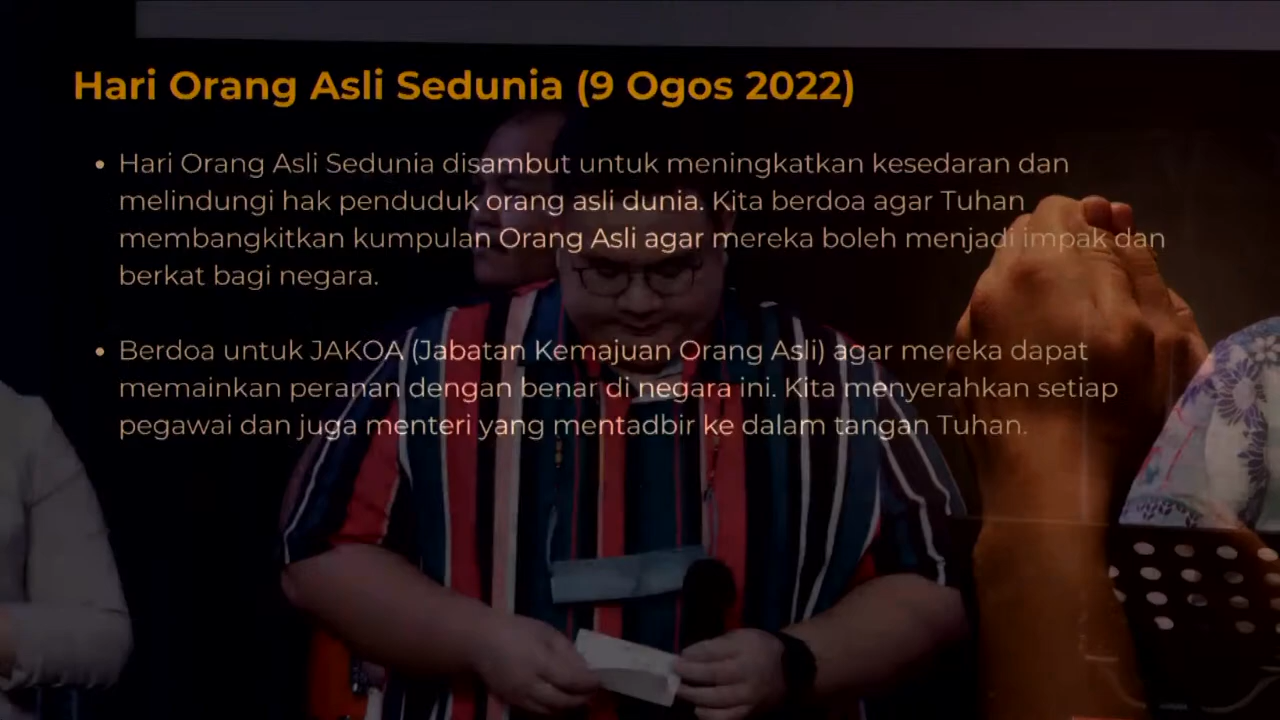 Hari Orang Asli Sedunia (9 Ogos 2022)
• Hari Orang Asli Sedunia disambut untuk meningkatkan kesedaran dan
melindungi hak penduduk orang asli dunia. Kita berdoa agar Tuhan
membangkitkan kumpulan Orang Asli agar mereka boleh menjadi impak dan
berkat bagi negara.
• Berdoa untuk JAKOA (Jabatan Kemajuan Orang Asli) agar mereka dapat
memainkan peranan dengan benar di negara ini. Kita menyerahkan setiap
pegawai dan juga menteri yang mentadbir ke dalam tangan Tuhan.